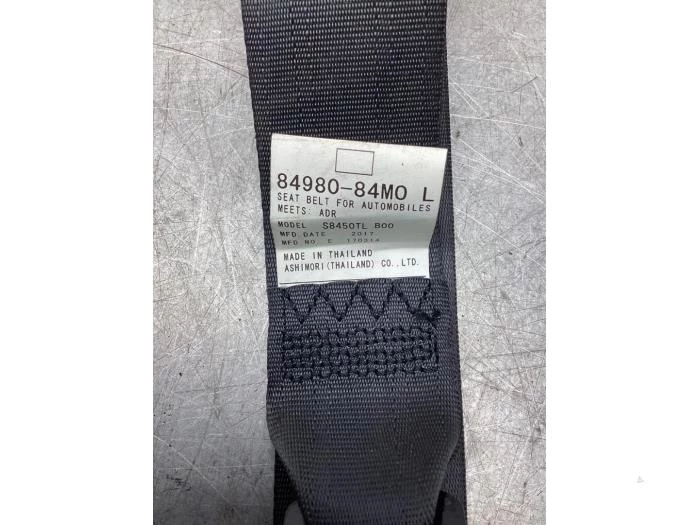 84980-84M0 L
SEAT BELT FOR AUTOMOBILES
MEETS: ADR
MODEL S8450TL B00
MFD.DATE 2017
MFD NO. E 170314
MADE IN THAILAND
ASHIMORI(THAILAND) CO.,LTD.